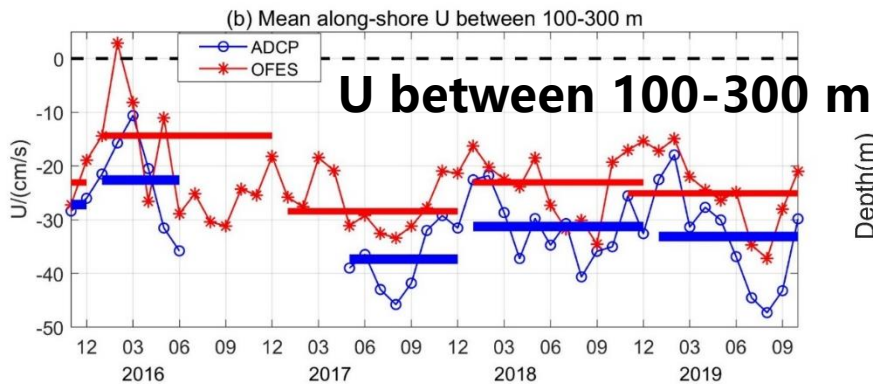 (b) Mean along-shore U between 100-300 m
ADCP
OFES
U between 100-300 m
U/(cm/s)
0
-10
-20
-30
-40
-50
12 03 06 09 12 03 06 09 12 03 06 09 12 03 06 09
2016 2017 2018 2019
Depth(m)